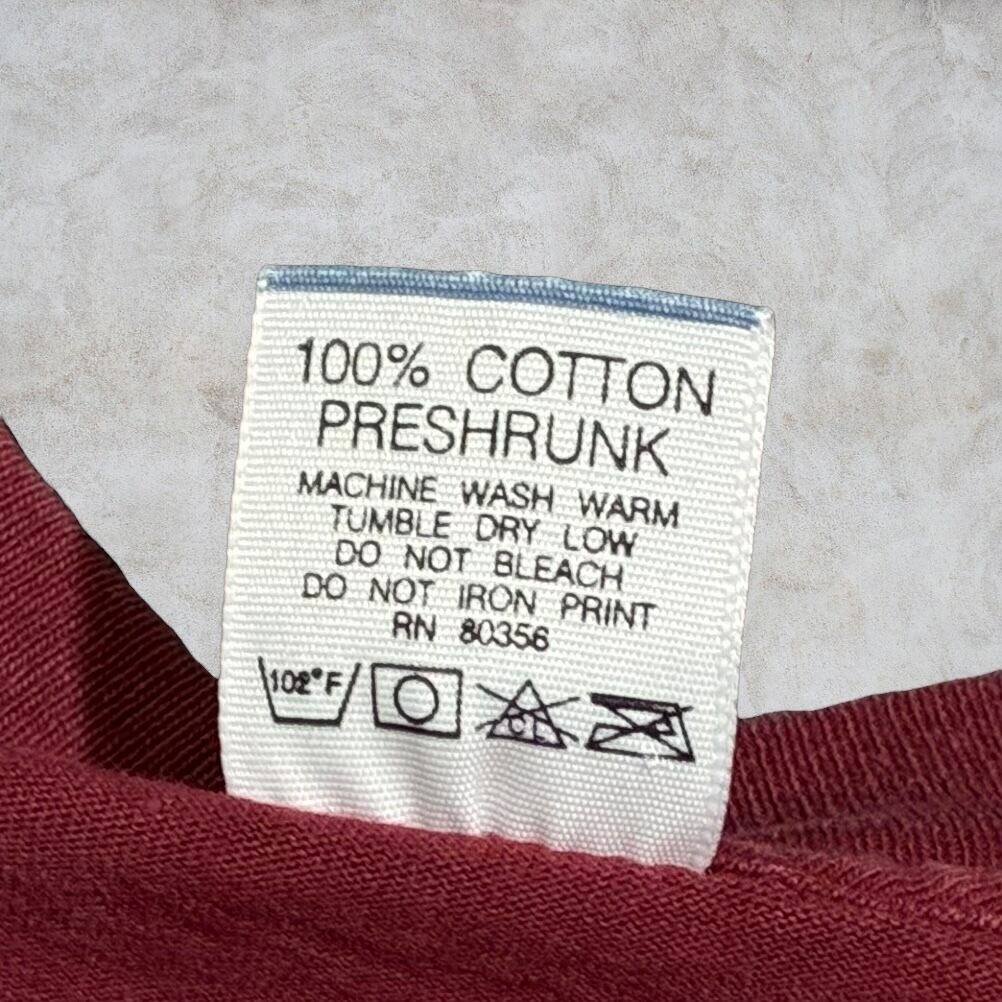 100% COTTON
PRESHRUNK
MACHINE WASH WARM
TUMBLE DRY LOW
DO NOT BLEACH
DO NOT IRON PRINT
RN 80356
102°F
CL